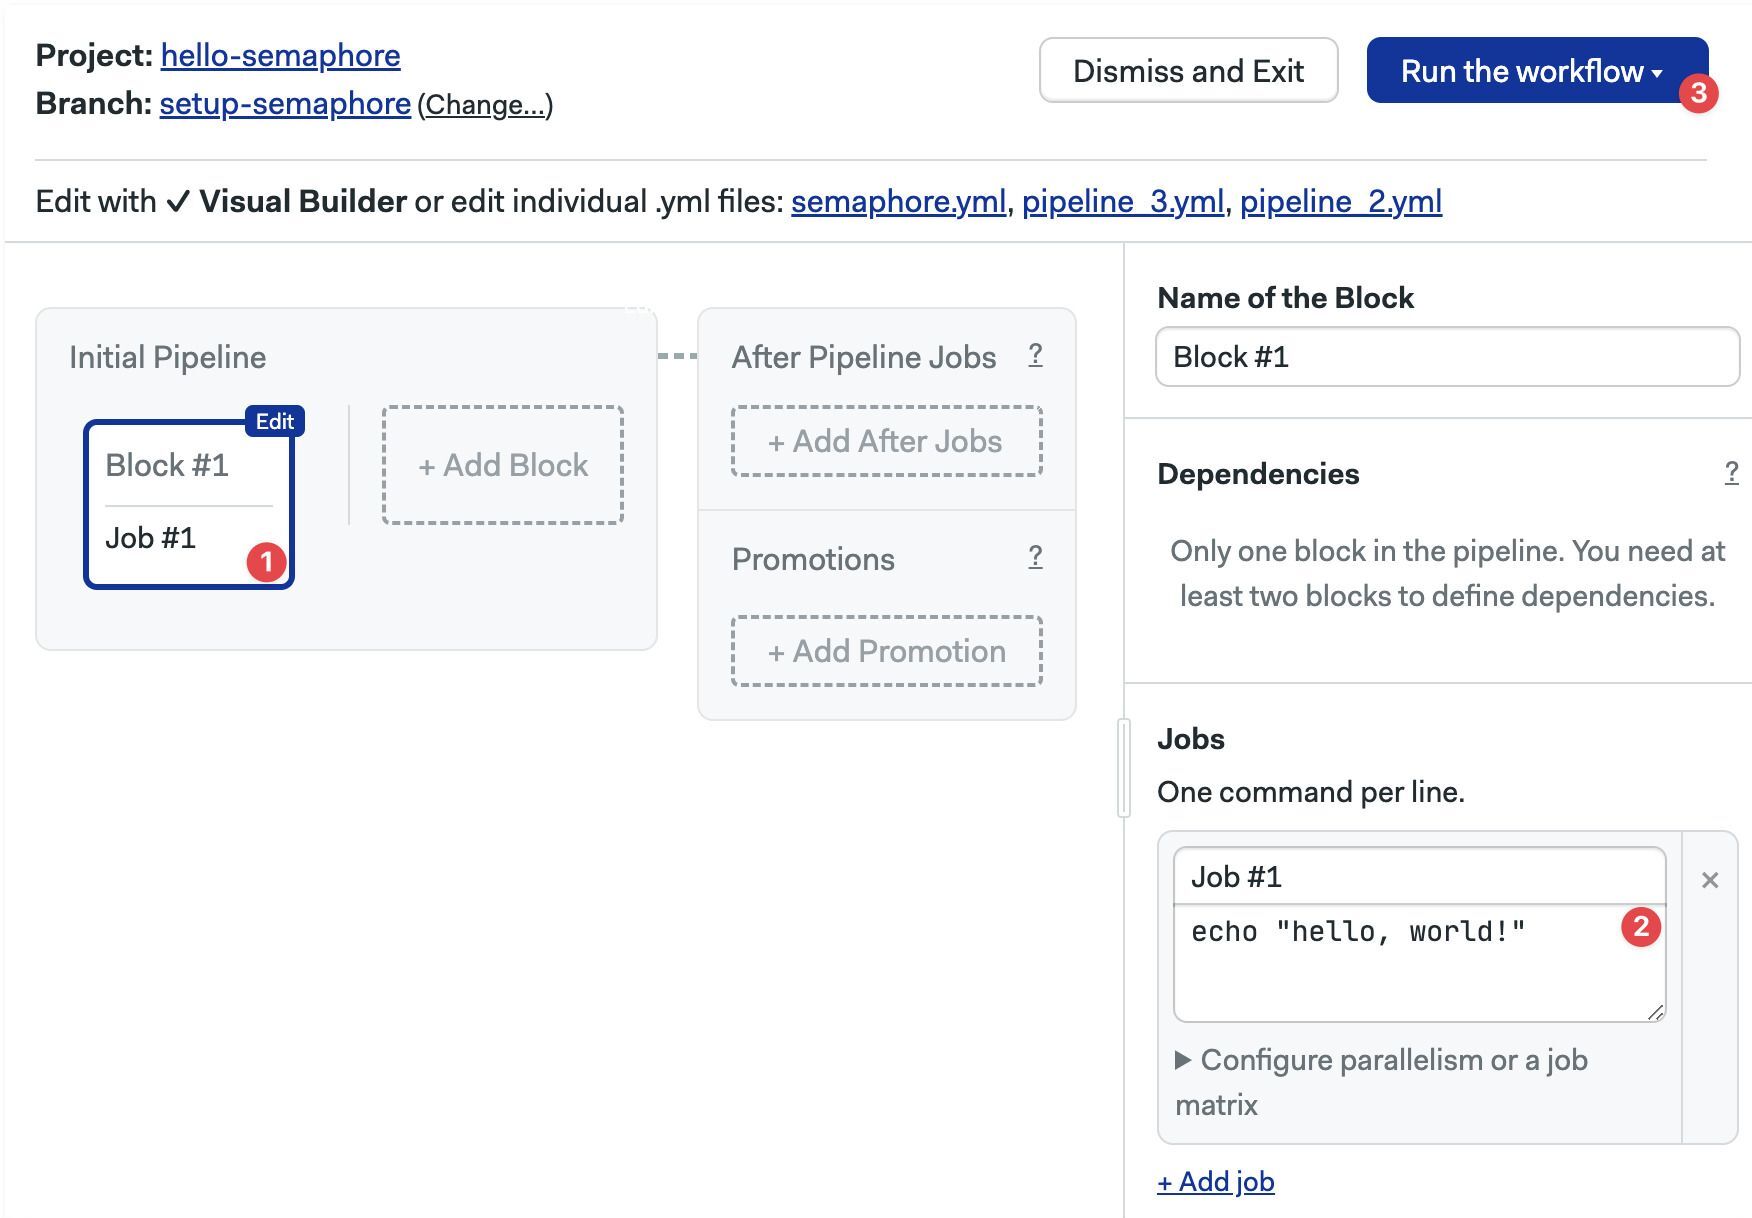 Project: hello-semaphore
Branch: setup-semaphore (Change...)
Dismiss and Exit
Run the workflow ▾
3
Edit with ✓ Visual Builder or edit individual .yml files: semaphore.yml, pipeline_3.yml, pipeline_2.yml
Initial Pipeline
Edit
Block #1
Job #1
1
+ Add Block
After Pipeline Jobs ?
+ Add After Jobs
Promotions ?
+ Add Promotion
Name of the Block
Block #1
Dependencies ?
Only one block in the pipeline. You need at
least two blocks to define dependencies.
Jobs
One command per line.
Job #1
×
echo "hello, world!"
2
▶ Configure parallelism or a job
matrix
+ Add job